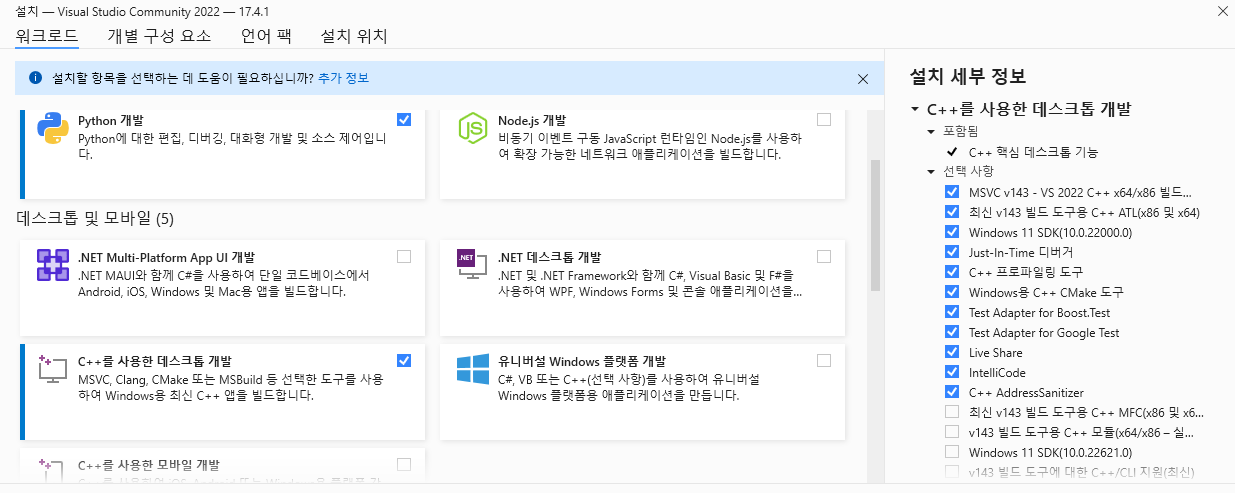 설치 — Visual Studio Community 2022 — 17.4.1
워크로드 개별 구성 요소 언어 팩 설치 위치
설치할 항목을 선택하는 데 도움이 필요하십니까? 추가 정보
Python 개발
Python에 대한 편집, 디버깅, 대화형 개발 및 소스 제어입니
다.
Node.js 개발
비동기 이벤트 구동 JavaScript 런타임인 Node.js를 사용하
여 확장 가능한 네트워크 애플리케이션을 빌드합니다.
데스크톱 및 모바일 (5)
.NET Multi-Platform App UI 개발
.NET MAUI와 함께 C#을 사용하여 단일 코드베이스에서
Android, iOS, Windows 및 Mac용 앱을 빌드합니다.
.NET
.NET 데스크톱 개발
.NET 및 .NET Framework와 함께 C#, Visual Basic 및 F#을
사용하여 WPF, Windows Forms 및 콘솔 애플리케이션을...
C++를 사용한 데스크톱 개발
MSVC, Clang, CMake 또는 MSBuild 등 선택한 도구를 사용
하여 Windows용 최신 C++ 앱을 빌드합니다.
유니버설 Windows 플랫폼 개발
C#, VB 또는 C++(선택 사항)를 사용하여 유니버설
Windows 플랫폼용 애플리케이션을 만듭니다.
C++를 사용한 모바일 개발
설치 세부 정보
C++를 사용한 데스크톱 개발
포함됨
C++ 핵심 데스크톱 기능
선택 사항
MSVC v143 - VS 2022 C++ x64/x86 빌드...
최신 v143 빌드 도구용 C++ ATL(x86 및 x64)
Windows 11 SDK(10.0.22000.0)
Just-In-Time 디버거
C++ 프로파일링 도구
Windows용 C++ CMake 도구
Test Adapter for Boost.Test
Test Adapter for Google Test
Live Share
IntelliCode
C++ AddressSanitizer
최신 v143 빌드 도구용 C++ MFC(x86 및 x6...
v143 빌드 도구용 C++ 모듈(x64/x86 – 실...
Windows 11 SDK(10.0.22621.0)
v143 빌드 도구에 대한 C++/CLI 지원(최신)